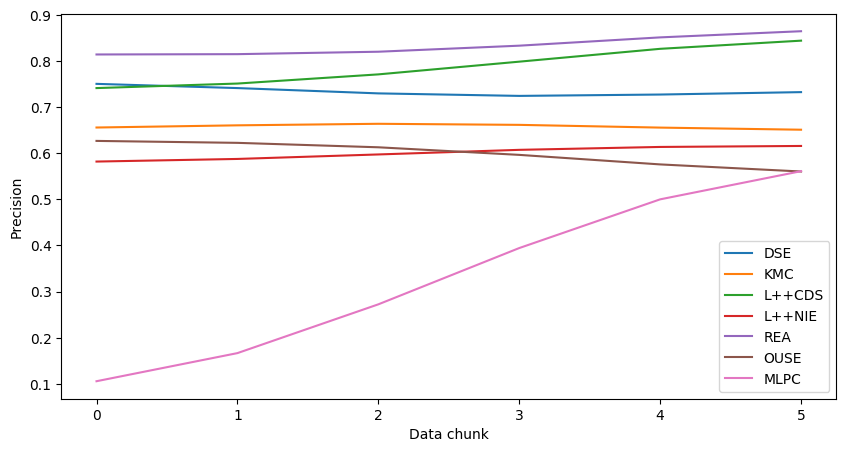 0.9
0.8
0.7
0.6
0.5
0.4
0.3
0.2
0.1
Precision
0 1 2 3 4 5
Data chunk
DSE
KMC
L++CDS
L++NIE
REA
OUSE
MLPC